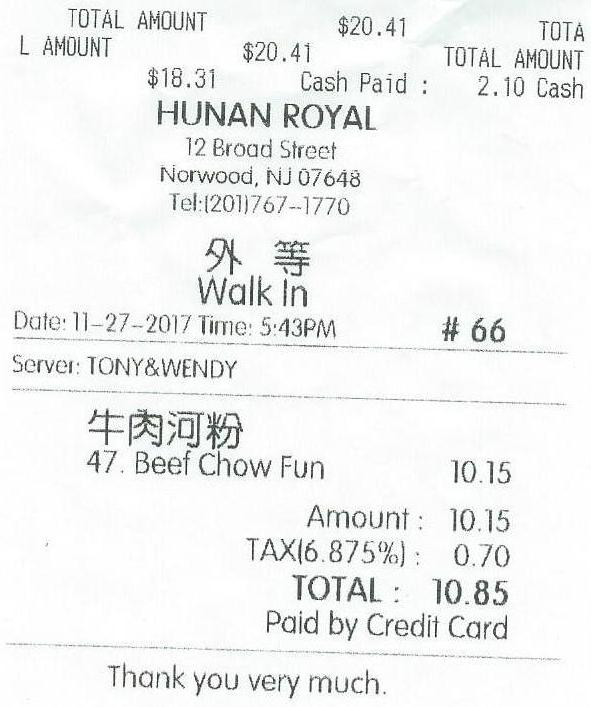 TOTAL AMOUNT $20.41 TOTA
L AMOUNT $20.41 TOTAL AMOUNT
$18.31 Cash Paid : 2.10 Cash
HUNAN ROYAL
12 Broad Street
Norwood, NJ 07648
Tel:(201)767-1770
外 等
Walk In
Date: 11-27-2017 Time: 5:43PM # 66
Server: TONY&WENDY
牛肉河粉
47. Beef Chow Fun 10.15
Amount : 10.15
TAX(6.875%) : 0.70
TOTAL : 10.85
Paid by Credit Card
Thank you very much.